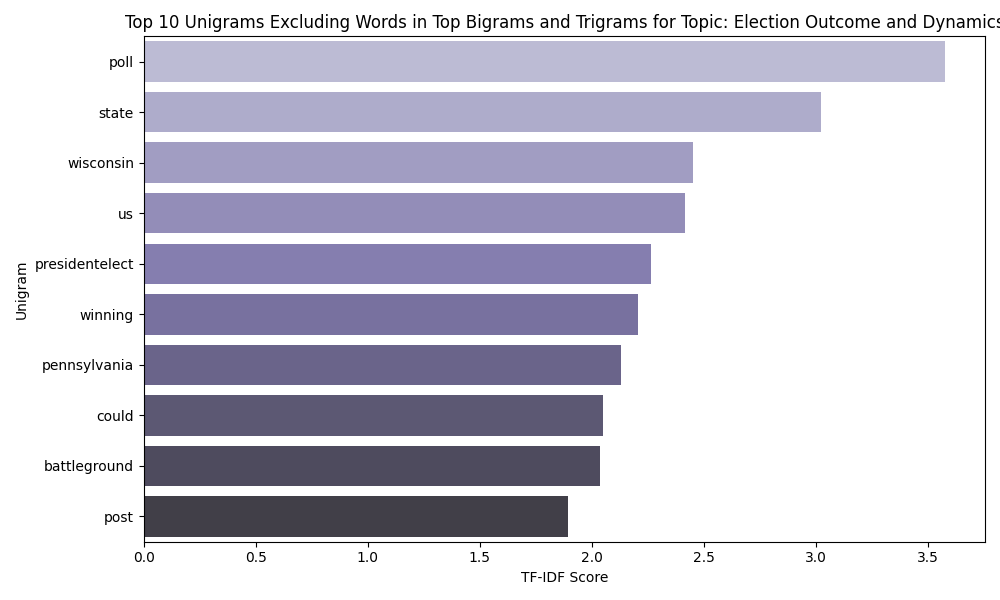 Top 10 Unigrams Excluding Words in Top Bigrams and Trigrams for Topic: Election Outcome and Dynamics
poll
state
wisconsin
us
presidentelect
winning
pennsylvania
could
battleground
post
Unigram
0.0 0.5 1.0 1.5 2.0 2.5 3.0 3.5
TF-IDF Score